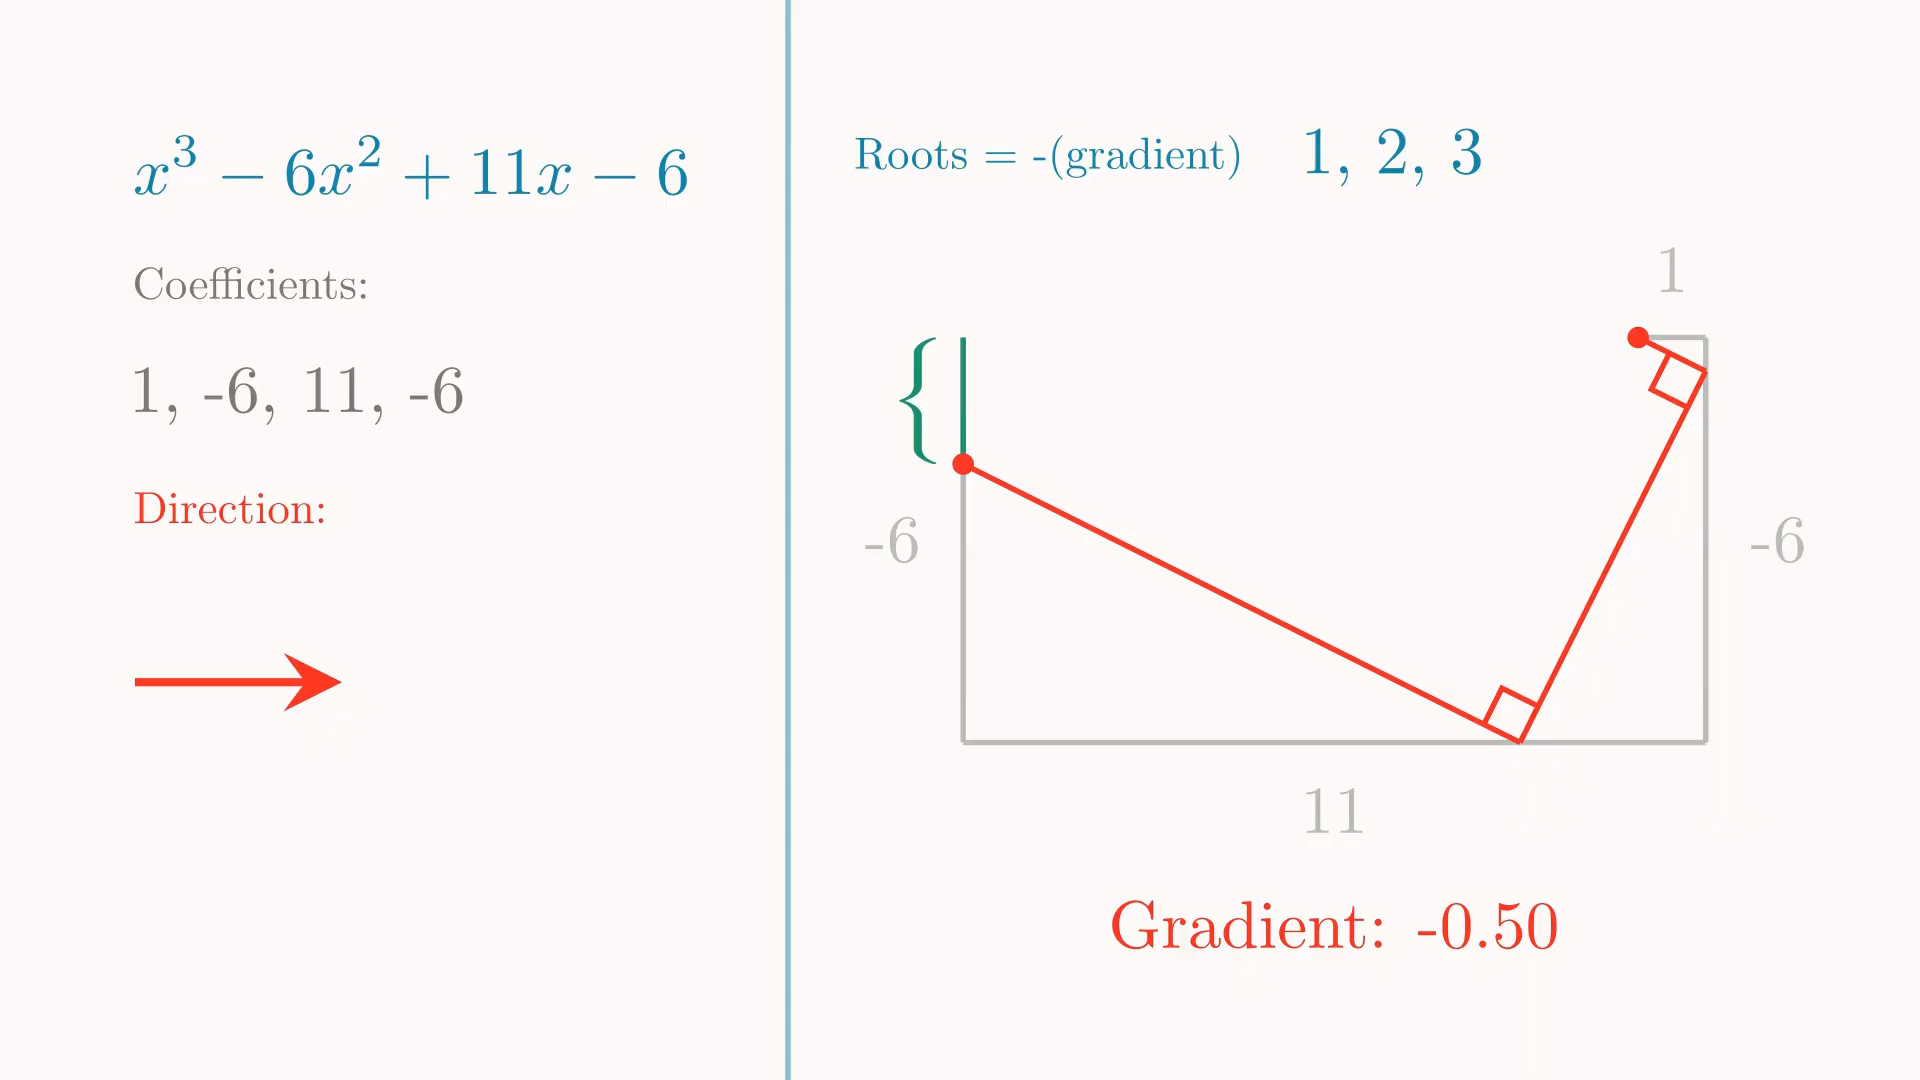 x³ − 6x² + 11x − 6
Coefficients:
1, -6, 11, -6
Direction:
Roots = -(gradient) 1, 2, 3
1
-6
-6
11
Gradient: -0.50